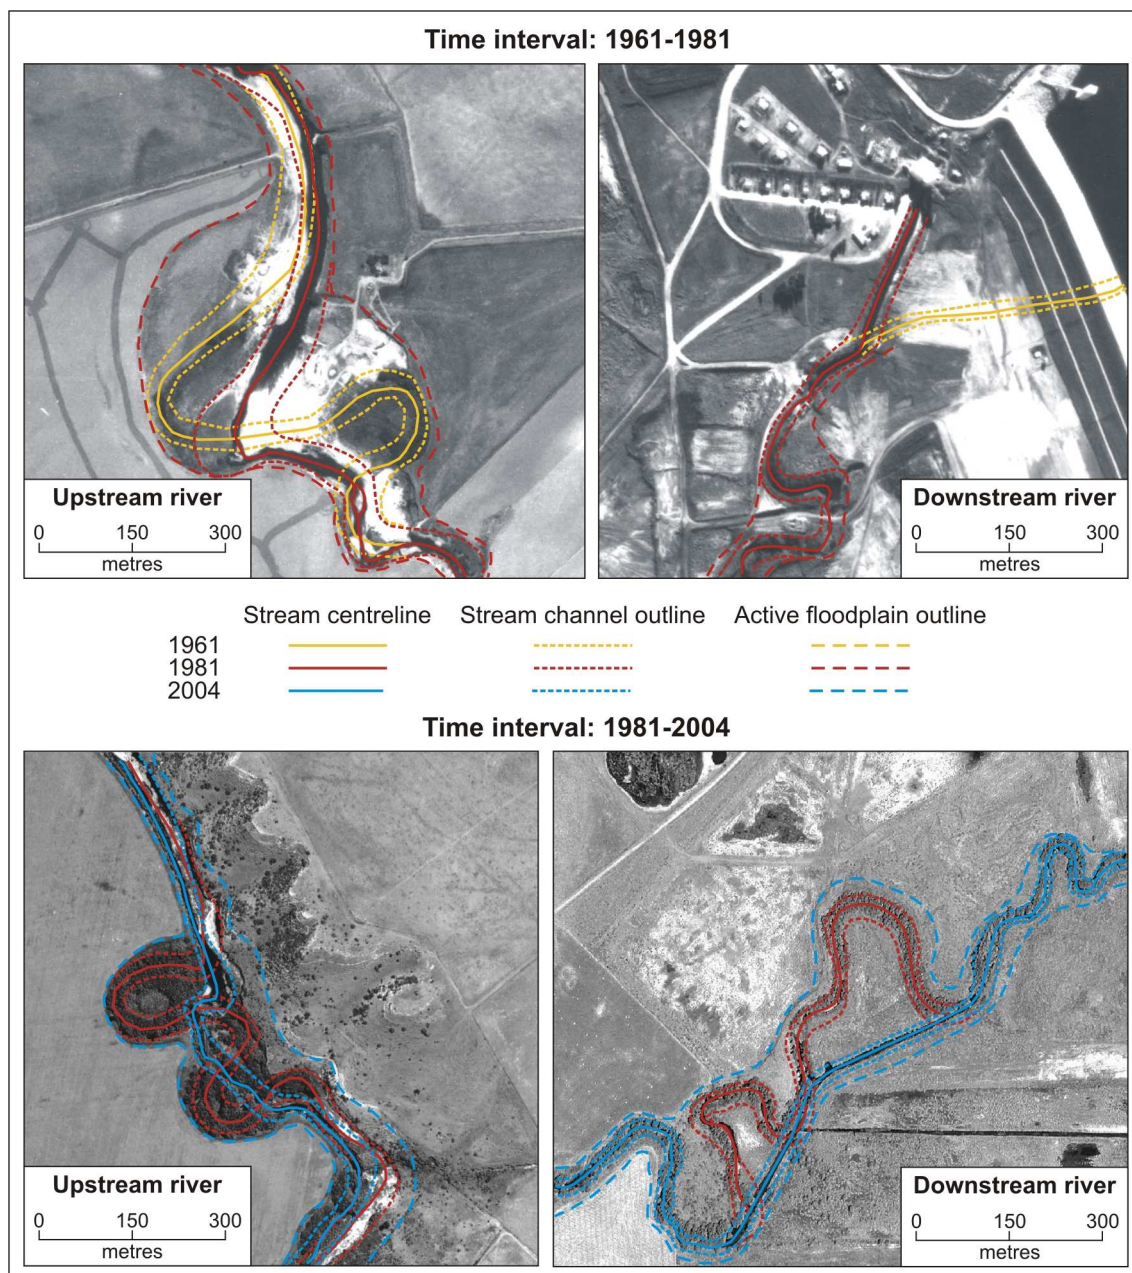 Time interval: 1961-1981
Upstream river
0 150 300
metres
Downstream river
0 150 300
metres
Stream centreline Stream channel outline Active floodplain outline
1961
1981
2004
Time interval: 1981-2004
Upstream river
0 150 300
metres
Downstream river
0 150 300
metres